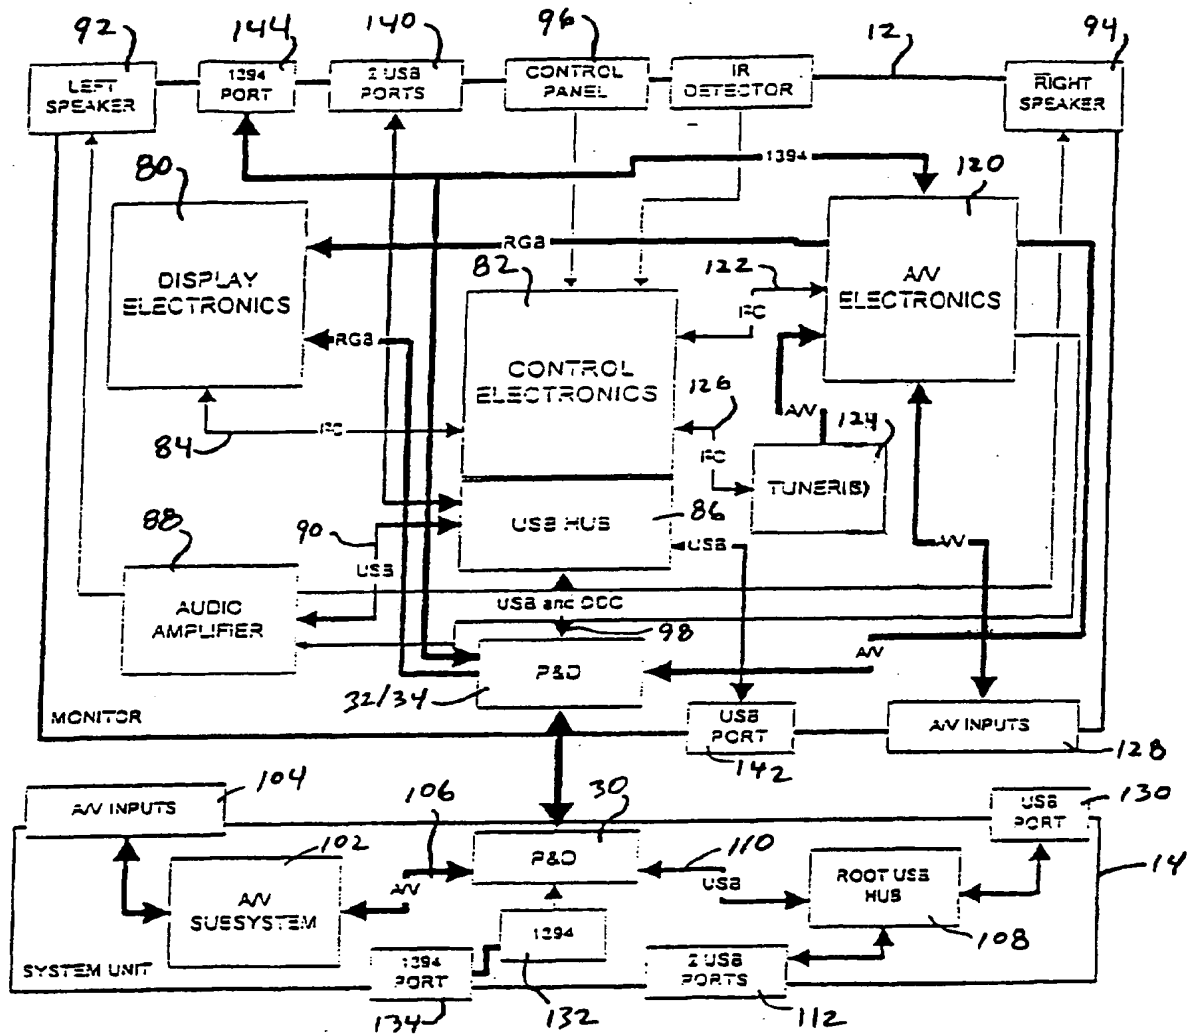 92
144
140
96
12
94
LEFT
SPEAKER
1394
PORT
2 USB
PORTS
CONTROL
PANEL
IR
DETECTOR
RIGHT
SPEAKER
1394
80
120
RGB
82
122
DISPLAY
ELECTRONICS
A/V
ELECTRONICS
I²C
RGB
CONTROL
ELECTRONICS
126
A/V
124
84
I²C
I²C
TUNER(S)
USB HUB
86
88
90
USB
USB
A/V
AUDIO
AMPLIFIER
USB and DDC
98
A/V
P&D
32/34
MONITOR
USB
PORT
142
A/V INPUTS
128
104
A/V INPUTS
106
30
USB
PORT
130
102
P&D
110
14
A/V
USB
ROOT USB
HUB
A/V
SUBSYSTEM
1394
108
SYSTEM UNIT
1394
PORT
2 USB
PORTS
134
132
112